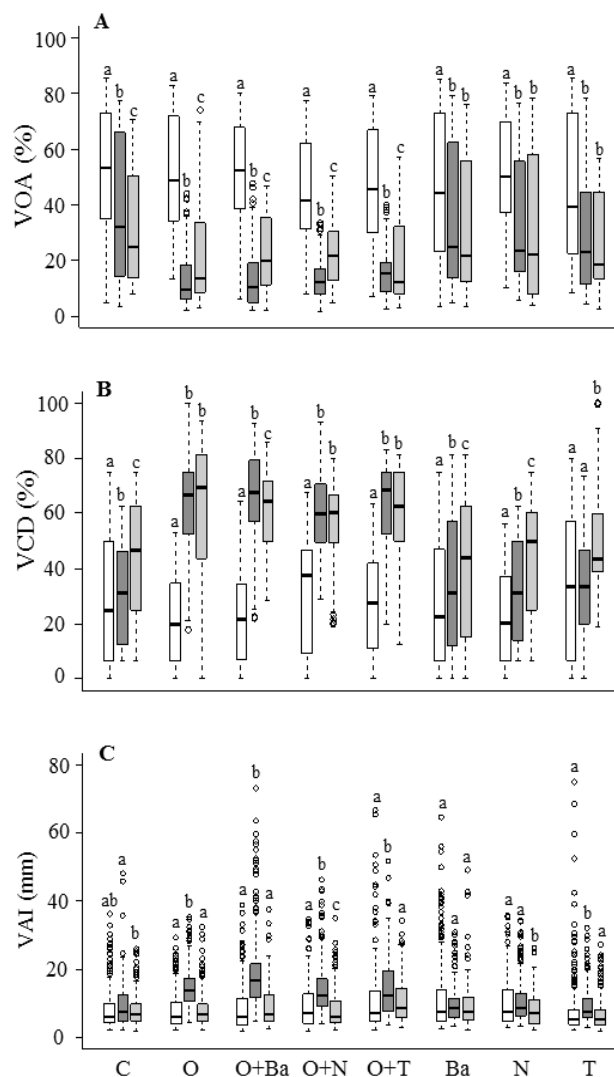 A
VOA (%)
100
80
60
40
20
0
a b c a b c a b c a b c a b c a b b a b b a b b
B
VCD (%)
100
80
60
40
20
0
a b c a b b a b c a b b a b b a b c a b c a a b
C
VAI (mm)
80
60
40
20
0
ab a b a b a a b a a b c a b a a a a a a b a b a
C O O+Ba O+N O+T Ba N T